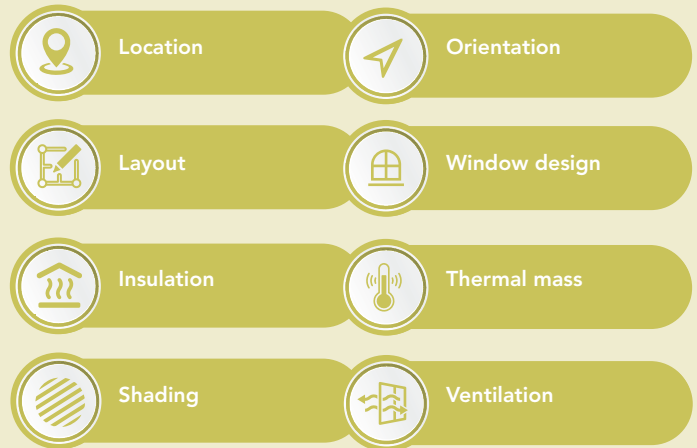 Location
Orientation
Layout
Window design
Insulation
Thermal mass
Shading
Ventilation